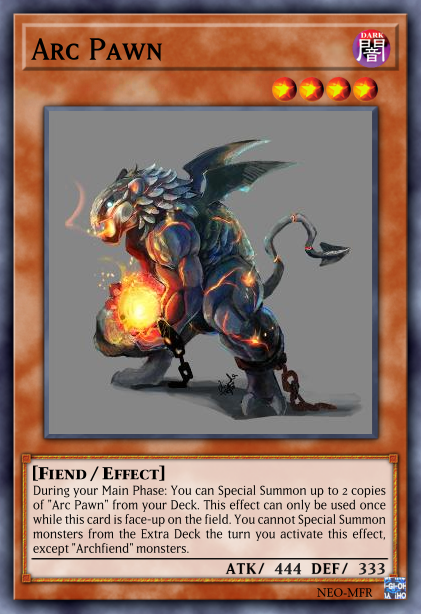 Arc Pawn
DARK
闇
[Fiend / Effect]
During your Main Phase: You can Special Summon up to 2 copies
of "Arc Pawn" from your Deck. This effect can only be used once
while this card is face-up on the field. You cannot Special Summon
monsters from the Extra Deck the turn you activate this effect,
except "Archfiend" monsters.
ATK/ 444 DEF/ 333
NEO-MFR